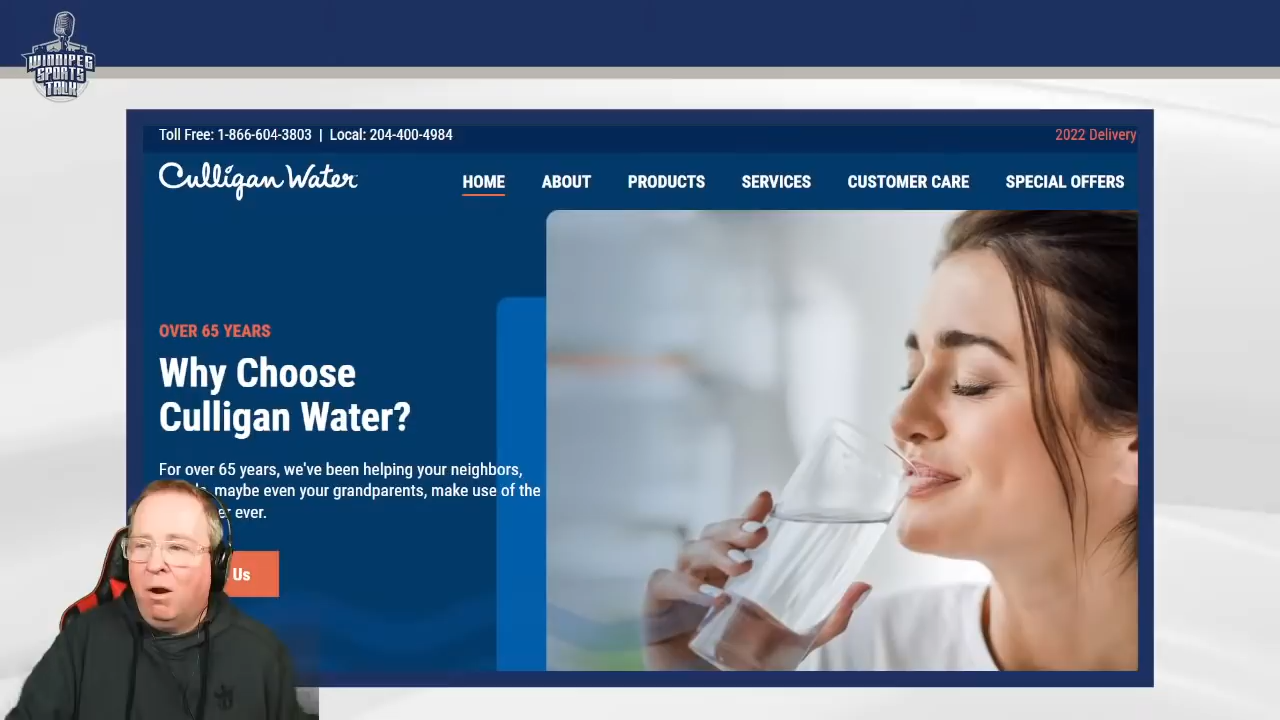 WINNIPEG
SPORTS
TALK
Toll Free: 1-866-604-3803 | Local: 204-400-4984
2022 Delivery
Culligan Water
HOME ABOUT PRODUCTS SERVICES CUSTOMER CARE SPECIAL OFFERS
OVER 65 YEARS
Why Choose
Culligan Water?
For over 65 years, we've been helping your neighbors,
maybe even your grandparents, make use of the
ever.
Us